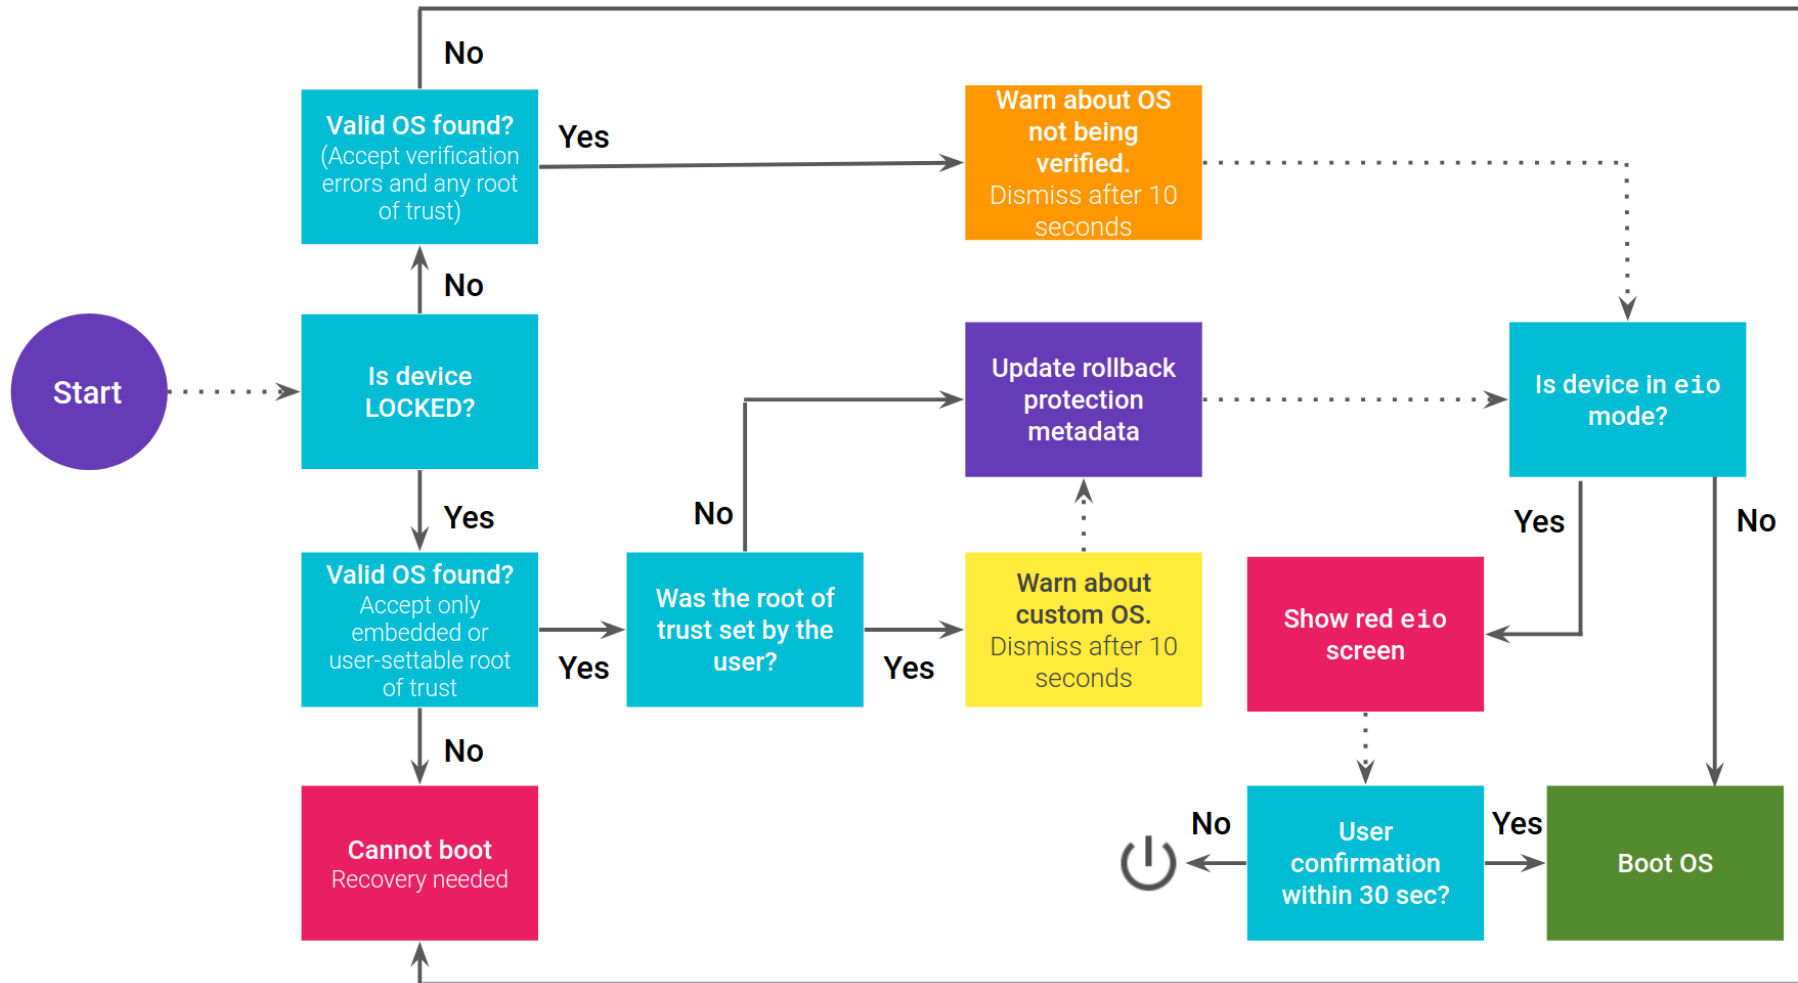 No
Valid OS found?
(Accept verification
errors and any root
of trust)
Yes
Warn about OS
not being
verified.
Dismiss after 10
seconds
No
Start
Is device
LOCKED?
Update rollback
protection
metadata
Is device in eio
mode?
Yes
No
Yes
No
Valid OS found?
Accept only
embedded or
user-settable root
of trust
Yes
Was the root of
trust set by the
user?
Yes
Warn about
custom OS.
Dismiss after 10
seconds
Show red eio
screen
No
Cannot boot
Recovery needed
No
User
confirmation
within 30 sec?
Yes
Boot OS